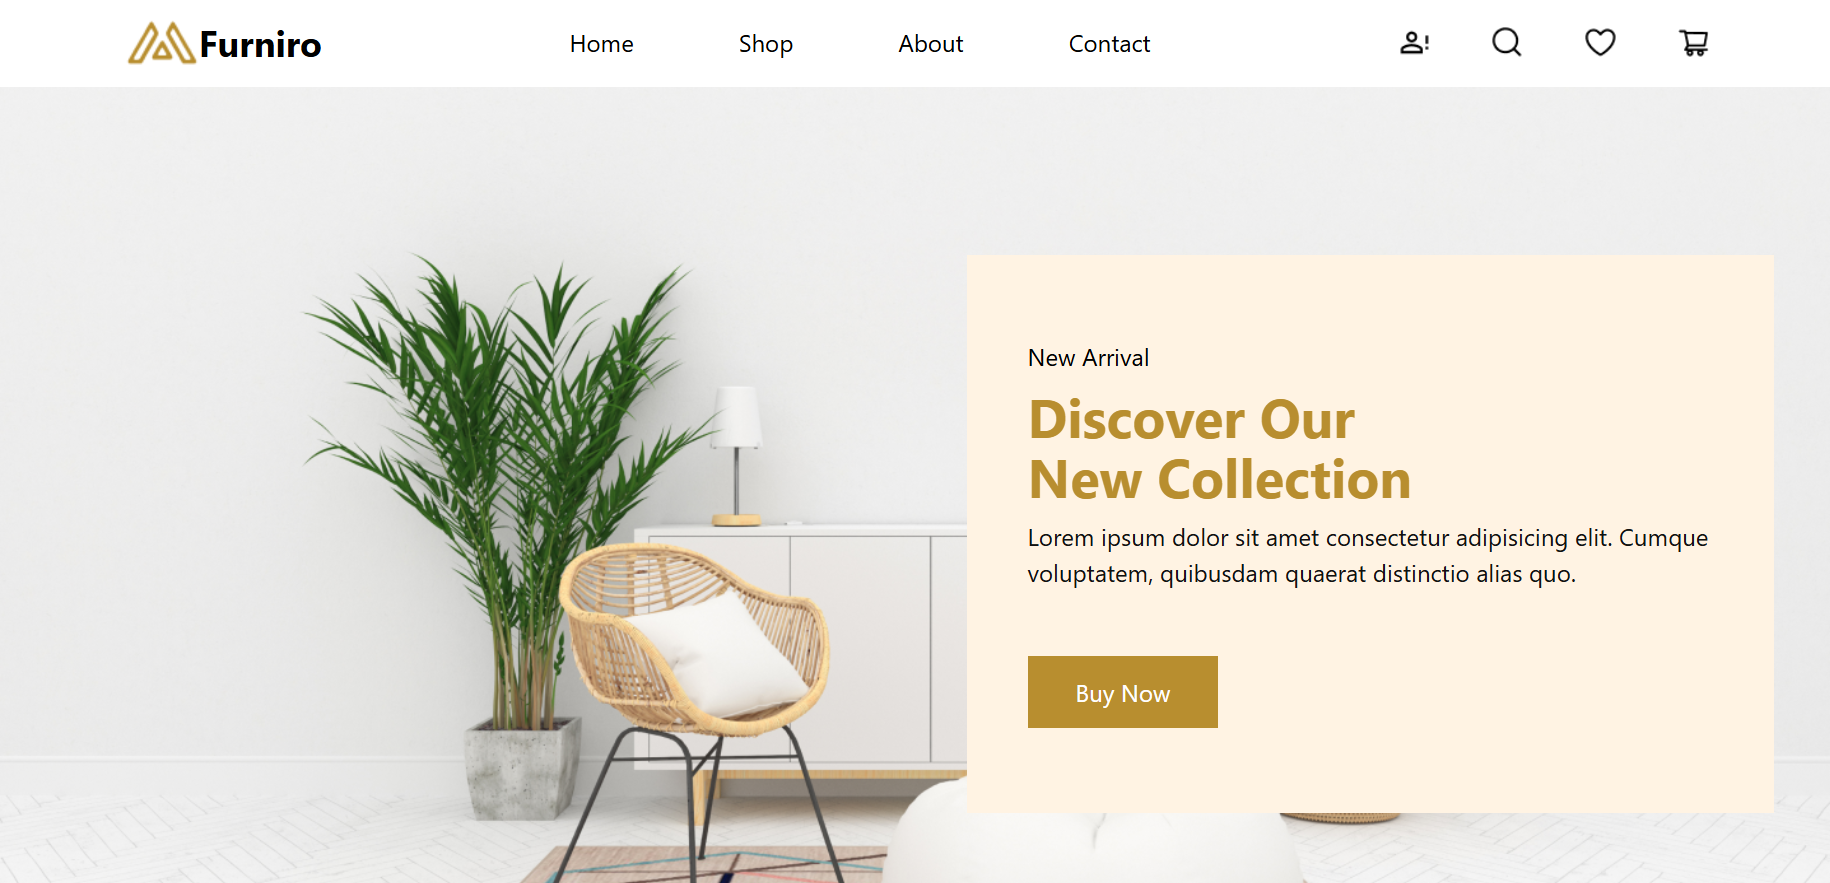 Furniro
Home
Shop
About
Contact
New Arrival
Discover Our
New Collection
Lorem ipsum dolor sit amet consectetur adipisicing elit. Cumque
voluptatem, quibusdam quaerat distinctio alias quo.
Buy Now